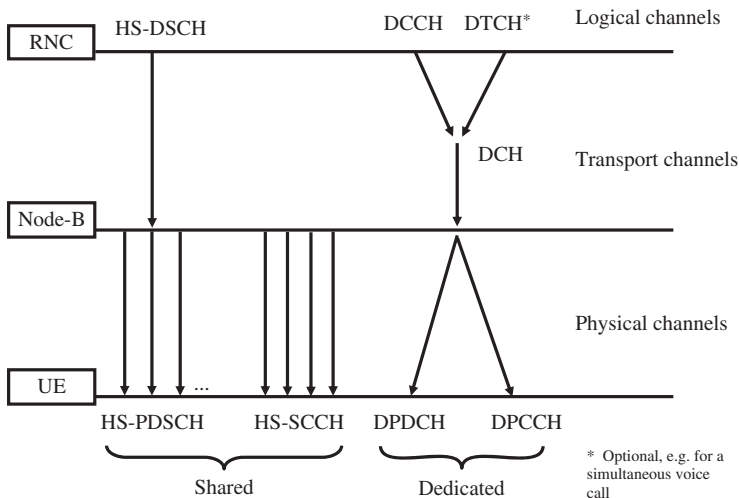 Logical channels
HS-DSCH DCCH DTCH*
RNC
DCH
Transport channels
Node-B
Physical channels
UE
...
HS-PDSCH HS-SCCH DPDCH DPCCH
Shared Dedicated
* Optional, e.g. for a
simultaneous voice
call